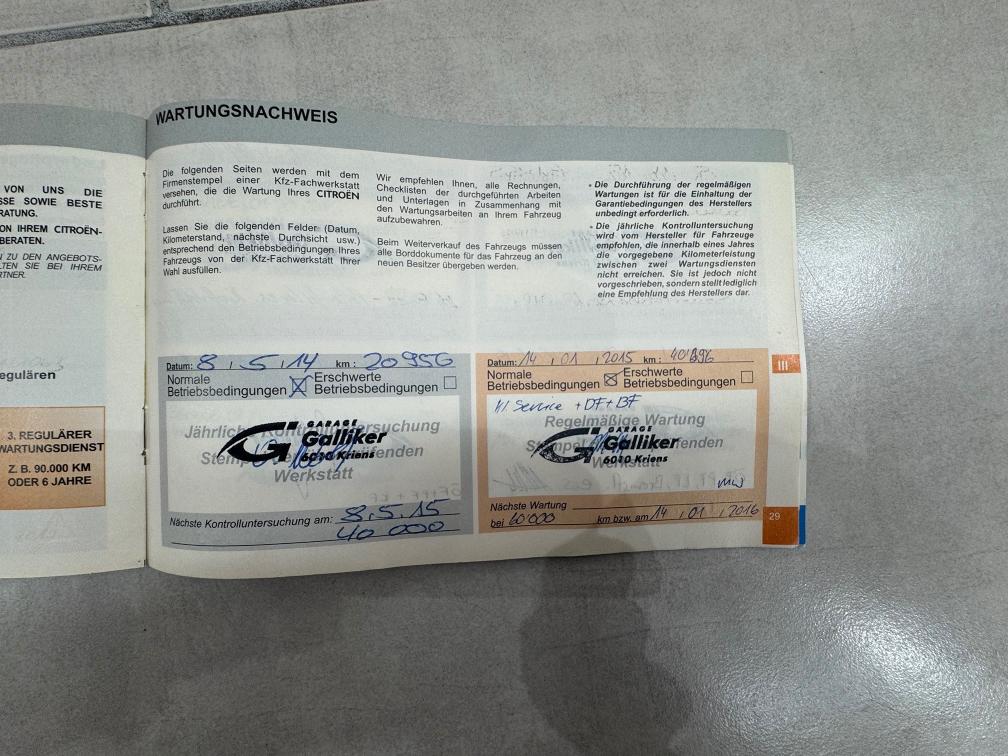 WARTUNGSNACHWEIS
VON UNS DIE
SSE SOWIE BESTE
RATUNG.
ON IHREM CITROËN-
BERATEN.
N ZU DEN ANGEBOTS-
LTEN SIE BEI IHREM
RTNER.
egulären
3. REGULÄRER
WARTUNGSDIENST
Z. B. 90.000 KM
ODER 6 JAHRE
Die folgenden Seiten werden mit dem
Firmenstempel einer Kfz-Fachwerkstatt
versehen, die die Wartung Ihres CITROËN
durchführt.
Lassen Sie die folgenden Felder (Datum,
Kilometerstand, nächste Durchsicht usw.)
entsprechend den Betriebsbedingungen Ihres
Fahrzeugs von der Kfz-Fachwerkstatt Ihrer
Wahl ausfüllen.
Wir empfehlen Ihnen, alle Rechnungen,
Checklisten der durchgeführten Arbeiten
und Unterlagen in Zusammenhang mit
den Wartungsarbeiten an Ihrem Fahrzeug
aufzubewahren.
Beim Weiterverkauf des Fahrzeugs müssen
alle Borddokumente für das Fahrzeug an den
neuen Besitzer übergeben werden.
• Die Durchführung der regelmäßigen
Wartungen ist für die Einhaltung der
Garantiebedingungen des Herstellers
unbedingt erforderlich.
• Die jährliche Kontrolluntersuchung
wird vom Hersteller für Fahrzeuge
empfohlen, die innerhalb eines Jahres
die vorgegebene Kilometerleistung
zwischen zwei Wartungsdiensten
nicht erreichen. Sie ist jedoch nicht
vorgeschrieben, sondern stellt lediglich
eine Empfehlung des Herstellers dar.
Datum: 8 , 5 , 14 km : 20956
Normale
Betriebsbedingungen
Erschwerte
Betriebsbedingungen
Jährliche Kontrolluntersuchung
GARAGE
Galliker
6010 Kriens
Werkstatt
Nächste Kontrolluntersuchung am: 8.5.15
40 000
Datum: 14 , 01 , 2015 km :
Normale
Betriebsbedingungen
Erschwerte
Betriebsbedingungen
Service + DF + BF
Regelmäßige Wartung
GARAGE
Galliker
6010 Kriens
Werkstatt
Nächste Wartung
bei 60'000 km bzw. am 14 , 01 , 2016
III
29